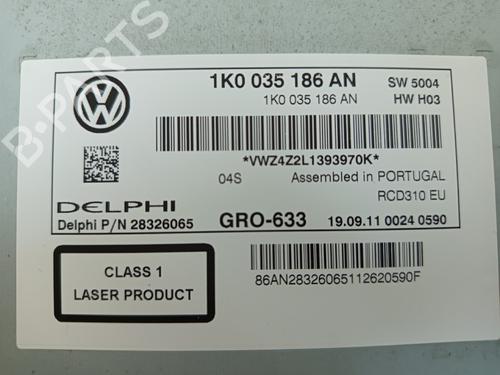 B-PARTS
1K0 035 186 AN SW 5004
1K0 035 186 AN HW H03
*VWZ4Z2L1393970K*
04S Assembled in PORTUGAL
RCD310 EU
DELPHI
Delphi P/N 28326065 GRO-633 19.09.11 0024 0590
CLASS 1
LASER PRODUCT
86AN28326065112620590F